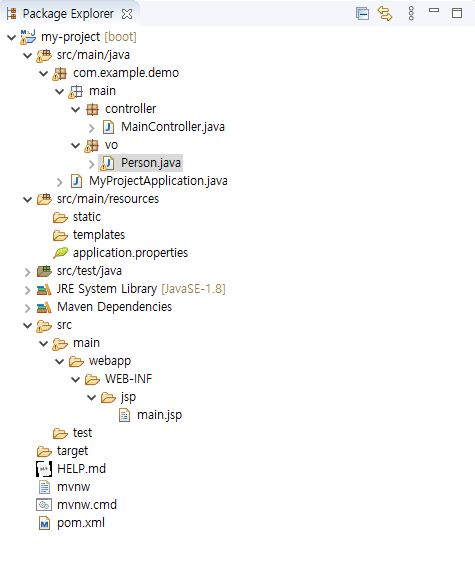 Package Explorer
my-project [boot]
src/main/java
com.example.demo
main
controller
MainController.java
vo
Person.java
MyProjectApplication.java
src/main/resources
static
templates
application.properties
src/test/java
JRE System Library [JavaSE-1.8]
Maven Dependencies
src
main
webapp
WEB-INF
jsp
main.jsp
test
target
HELP.md
mvnw
mvnw.cmd
pom.xml